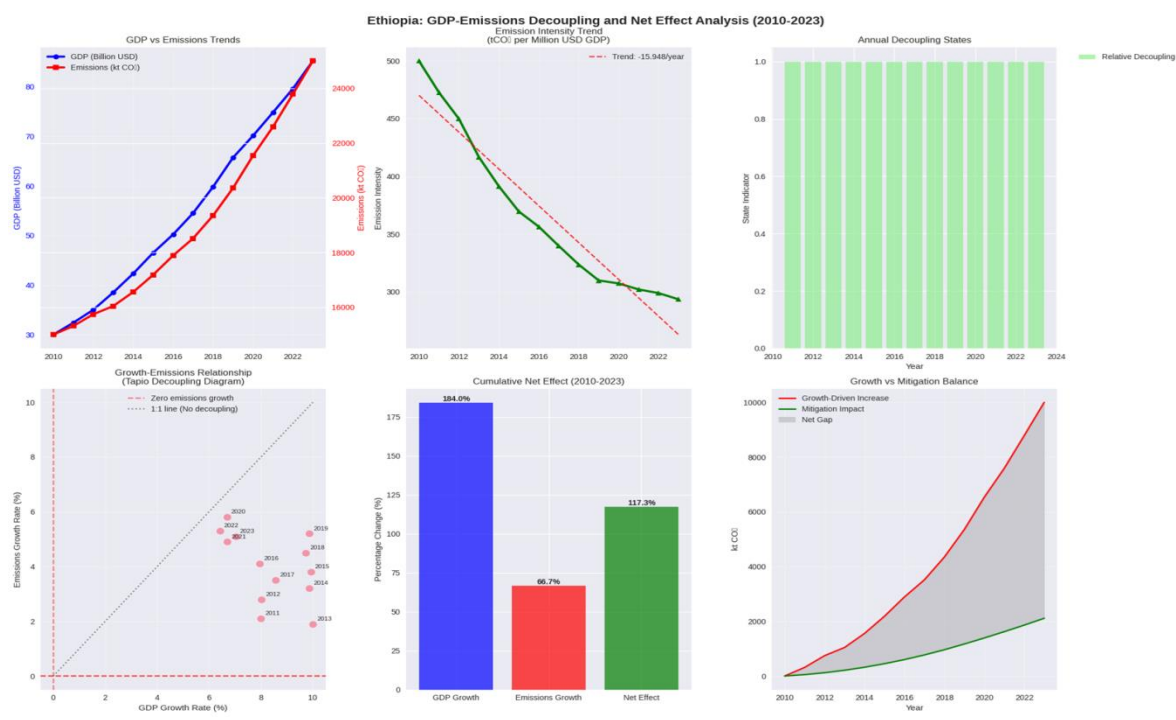 Ethiopia: GDP-Emissions Decoupling and Net Effect Analysis (2010-2023)
GDP vs Emissions Trends
GDP (Billion USD)
Emissions (kt CO▯)
80
70
60
50
40
30
GDP (Billion USD)
24000
22000
20000
18000
16000
Emissions (kt CO▯)
2010 2012 2014 2016 2018 2020 2022
Emission Intensity Trend
(tCO▯ per Million USD GDP)
Trend: -15.948/year
500
450
400
350
300
Emission Intensity
2010 2012 2014 2016 2018 2020 2022
Annual Decoupling States
Relative Decoupling
1.0
0.8
0.6
0.4
0.2
0.0
State Indicator
2010 2012 2014 2016 2018 2020 2022 2024
Year
Growth-Emissions Relationship
(Tapio Decoupling Diagram)
Zero emissions growth
1:1 line (No decoupling)
10
8
6
4
2
0
Emissions Growth Rate (%)
2020
2022
2023
2021
2019
2018
2016
2015
2017
2014
2012
2011
2013
0 2 4 6 8 10
GDP Growth Rate (%)
Cumulative Net Effect (2010-2023)
184.0%
66.7%
117.3%
175
150
125
100
75
50
25
0
Percentage Change (%)
GDP Growth Emissions Growth Net Effect
Growth vs Mitigation Balance
Growth-Driven Increase
Mitigation Impact
Net Gap
10000
8000
6000
4000
2000
0
kt CO▯
2010 2012 2014 2016 2018 2020 2022
Year